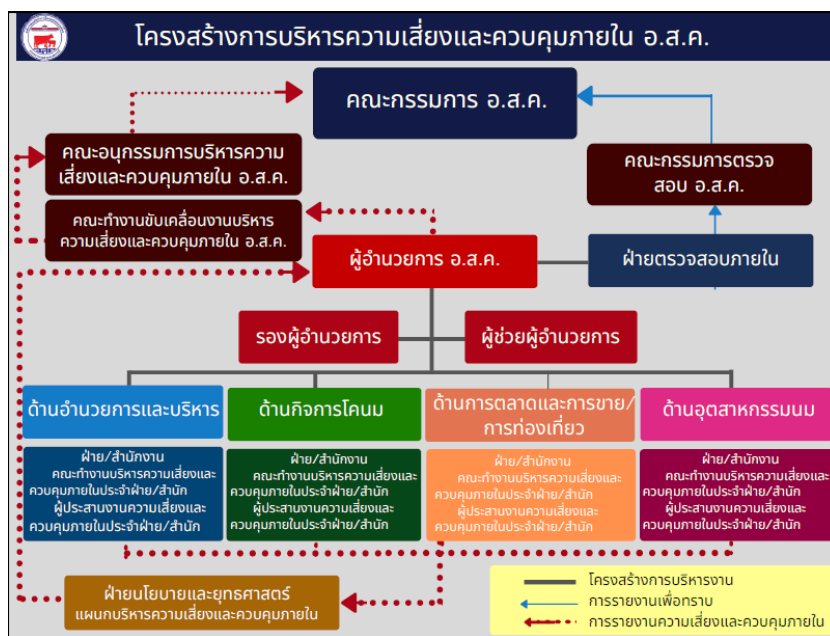 โครงสร้างการบริหารความเสี่ยงและควบคุมภายใน อ.ส.ค.
คณะกรรมการ อ.ส.ค.
คณะอนุกรรมการบริหารความ
เสี่ยงและควบคุมภายใน อ.ส.ค.
คณะกรรมการตรวจ
สอบ อ.ส.ค.
คณะทำงานขับเคลื่อนงานบริหาร
ความเสี่ยงและควบคุมภายใน อ.ส.ค.
ผู้อำนวยการ อ.ส.ค.
ฝ่ายตรวจสอบภายใน
รองผู้อำนวยการ
ผู้ช่วยผู้อำนวยการ
ด้านอำนวยการและบริหาร
ด้านกิจการโคนม
ด้านการตลาดและการขาย/
การท่องเที่ยว
ด้านอุตสาหกรรมนม
ฝ่าย/สำนักงาน
คณะทำงานบริหารความเสี่ยงและ
ควบคุมภายในประจำฝ่าย/สำนัก
ผู้ประสานงานความเสี่ยงและ
ควบคุมภายในประจำฝ่าย/สำนัก
ฝ่าย/สำนักงาน
คณะทำงานบริหารความเสี่ยงและ
ควบคุมภายในประจำฝ่าย/สำนัก
ผู้ประสานงานความเสี่ยงและ
ควบคุมภายในประจำฝ่าย/สำนัก
ฝ่าย/สำนักงาน
คณะทำงานบริหารความเสี่ยงและ
ควบคุมภายในประจำฝ่าย/สำนัก
ผู้ประสานงานความเสี่ยงและ
ควบคุมภายในประจำฝ่าย/สำนัก
ฝ่าย/สำนักงาน
คณะทำงานบริหารความเสี่ยงและ
ควบคุมภายในประจำฝ่าย/สำนัก
ผู้ประสานงานความเสี่ยงและ
ควบคุมภายในประจำฝ่าย/สำนัก
ฝ่ายนโยบายและยุทธศาสตร์
แผนกบริหารความเสี่ยงและควบคุมภายใน
โครงสร้างการบริหารงาน
การรายงานเพื่อทราบ
การรายงานความเสี่ยงและควบคุมภายใน